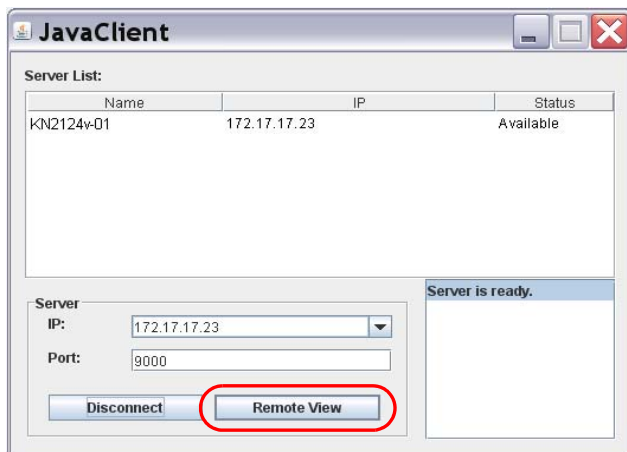 JavaClient
Server List:
Name IP Status
KN2124v-01 172.17.17.23 Available
Server
IP: 172.17.17.23
Port: 9000
Disconnect Remote View
Server is ready.